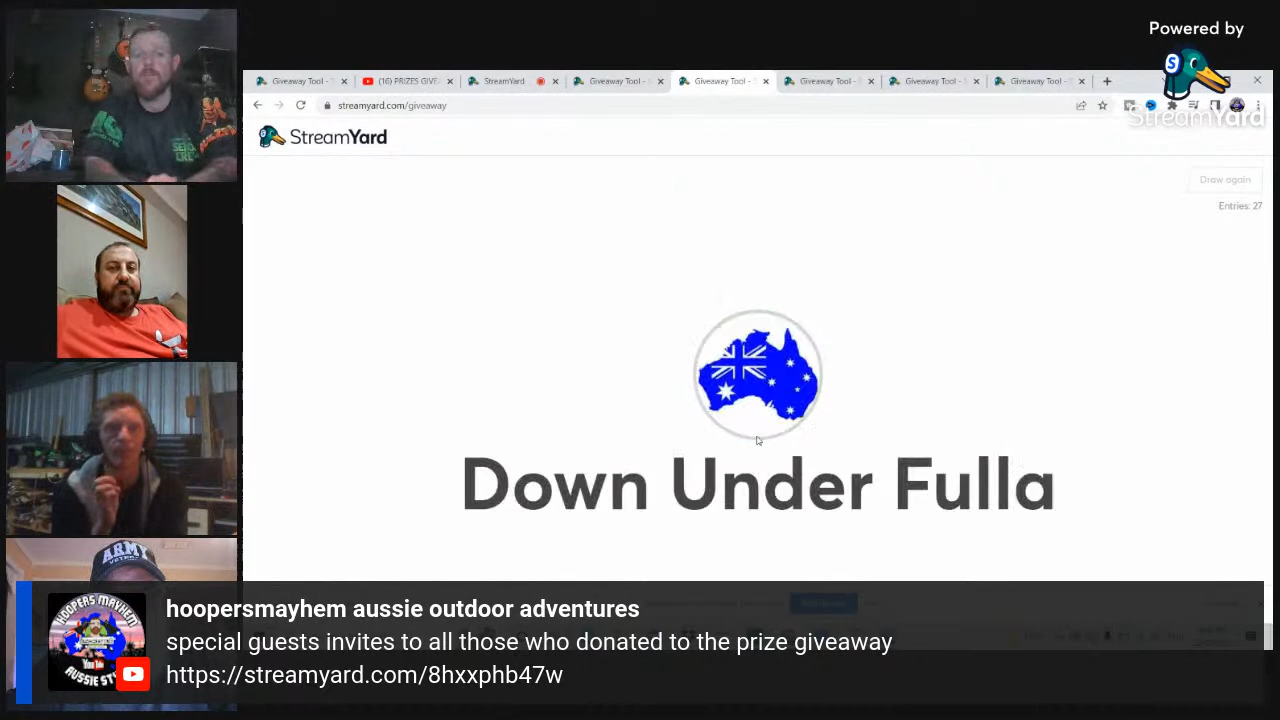 Powered by
StreamYard
Giveaway Tool - S
(16) PRIZES GIVE
StreamYard
Giveaway Tool -
Giveaway Tool - S
Giveaway Tool - S
Giveaway Tool - S
Giveaway Tool - S
streamyard.com/giveaway
StreamYard
Draw again
Entries: 27
Down Under Fulla
ARMY
HOOPERS MAYHEM
hoopersmayhem aussie outdoor adventures
special guests invites to all those who donated to the prize giveaway
https://streamyard.com/8hxxphb47w